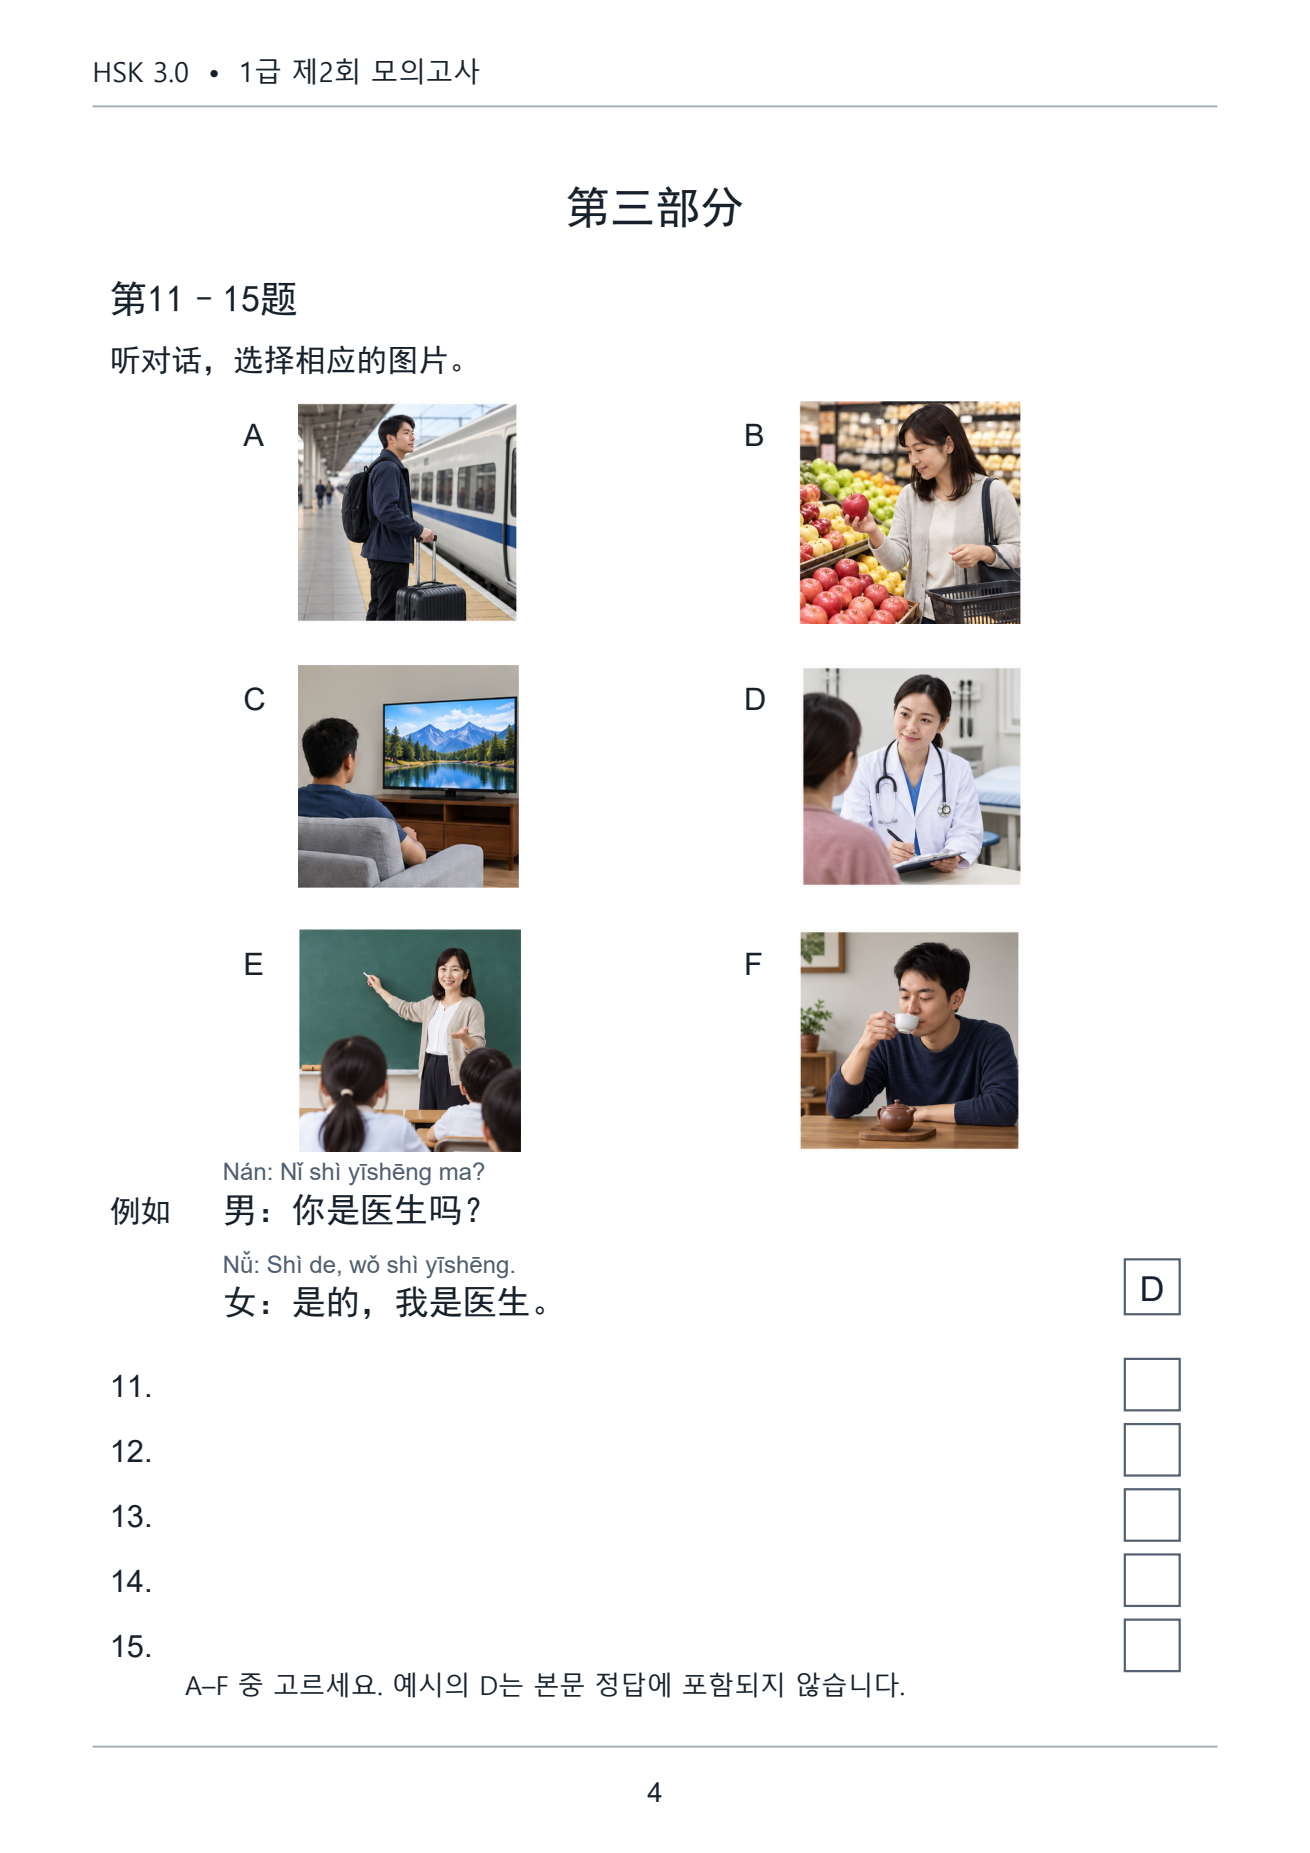 HSK 3.0 • 1급 제2회 모의고사
第三部分
第11－15题
听对话，选择相应的图片。
A
B
C
D
E
F
Nán: Nǐ shì yīshēng ma?
例如 男：你是医生吗？
Nǚ: Shì de, wǒ shì yīshēng.
女：是的，我是医生。
D
11.
12.
13.
14.
15.
A–F 중 고르세요. 예시의 D는 본문 정답에 포함되지 않습니다.
4